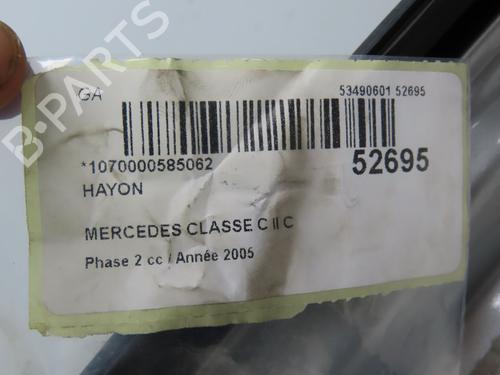 GA
53490601 52695
*1070000585062
52695
HAYON
MERCEDES CLASSE C II C
Phase 2 cc / Année 2005
B-PARTS